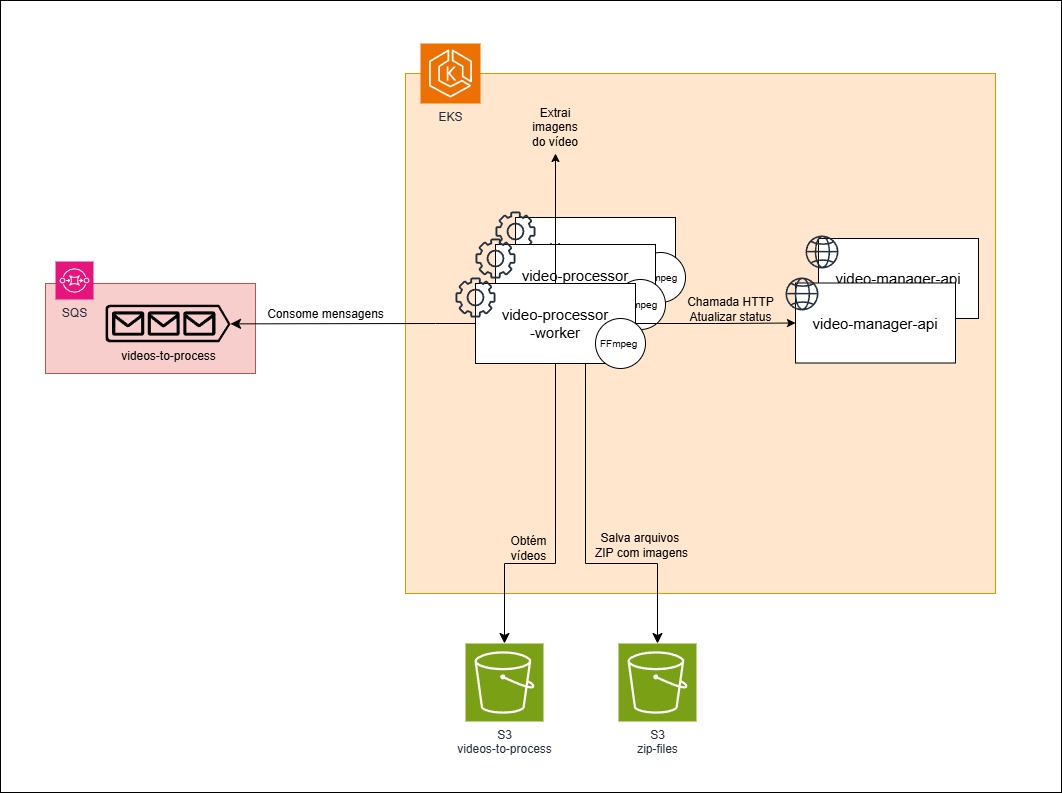 EKS
Extrai
imagens
do vídeo
video-processor
mpeg
video-manager-api
SQS
Consome mensagens
video-processor
-worker
mpeg
FFmpeg
Chamada HTTP
Atualizar status
video-manager-api
videos-to-process
Obtém
vídeos
Salva arquivos
ZIP com imagens
S3
videos-to-process
S3
zip-files